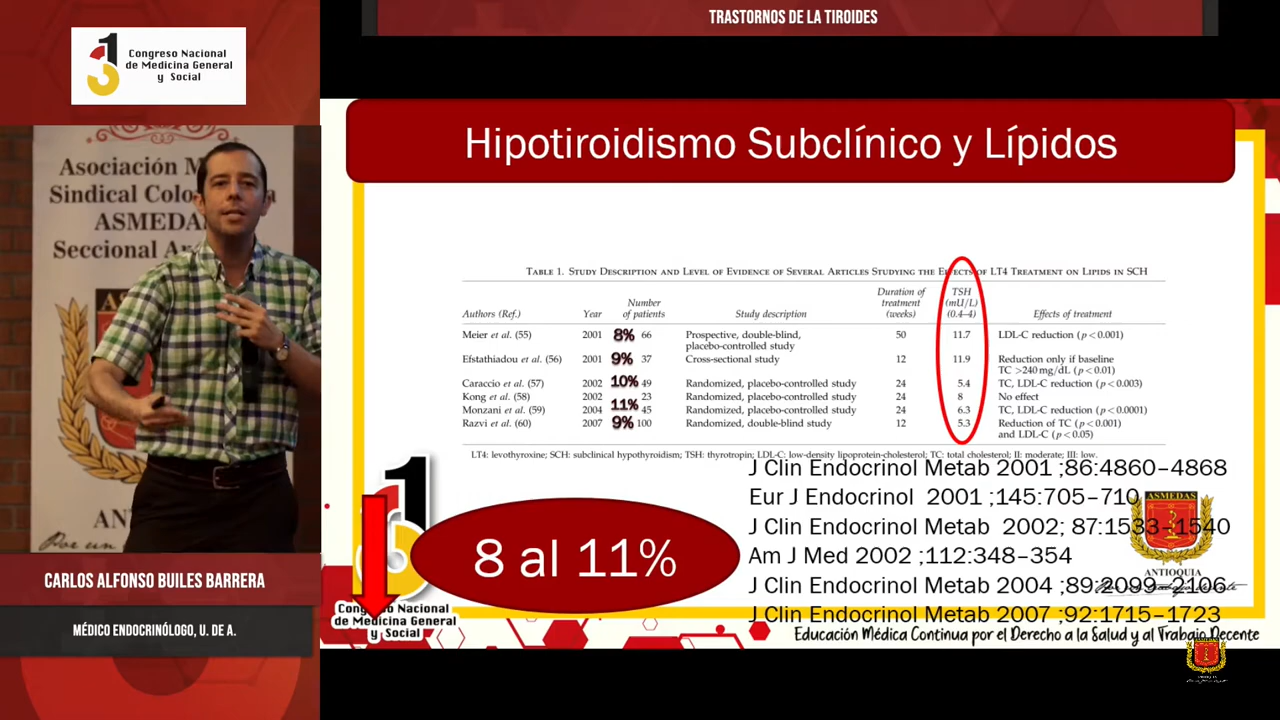 TRASTORNOS DE LA TIROIDES
Congreso Nacional
de Medicina General
y Social
Asociación M
Sindical Colo a
ASMEDA
Seccional An
AN
Por un
CARLOS ALFONSO BUILES BARRERA
MÉDICO ENDOCRINÓLOGO, U. DE A.
Hipotiroidismo Subclínico y Lípidos
TABLE 1. STUDY DESCRIPTION AND LEVEL OF EVIDENCE OF SEVERAL ARTICLES STUDYING THE EFFECTS OF LT4 TREATMENT ON LIPIDS IN SCH
Authors (Ref.) Year Number of patients Study description Duration of treatment (weeks) TSH (mU/L) (0.4–4) Effects of treatment
Meier et al. (55) 2001 8% 66 Prospective, double-blind, 50 11.7 LDL-C reduction (p < 0.001)
placebo-controlled study
Efstathiadou et al. (56) 2001 9% 37 Cross-sectional study 12 11.9 Reduction only if baseline
TC >240 mg/dL (p < 0.01)
Caraccio et al. (57) 2002 10% 49 Randomized, placebo-controlled study 24 5.4 TC, LDL-C reduction (p < 0.003)
Kong et al. (58) 2002 23 Randomized, placebo-controlled study 24 8 No effect
Monzani et al. (59) 2004 11% 45 Randomized, placebo-controlled study 24 6.3 TC, LDL-C reduction (p < 0.0001)
Razvi et al. (60) 2007 9% 100 Randomized, double-blind study 12 5.3 Reduction of TC (p < 0.001)
and LDL-C (p < 0.05)
LT4: levothyroxine; SCH: subclinical hypothyroidism; TSH: thyrotropin; LDL-C: low-density lipoprotein-cholesterol; TC: total cholesterol; II: moderate; III: low.
J Clin Endocrinol Metab 2001 ;86:4860–4868
Eur J Endocrinol 2001 ;145:705–710
J Clin Endocrinol Metab 2002; 87:1533–1540
Am J Med 2002 ;112:348–354
J Clin Endocrinol Metab 2004 ;89:2099–2106
J Clin Endocrinol Metab 2007 ;92:1715–1723
8 al 11%
ASMEDAS
ANTIOQUIA
Congreso Nacional
de Medicina General
y Social
Educación Médica Continua por el Derecho a la Salud y al Trabajo Decente